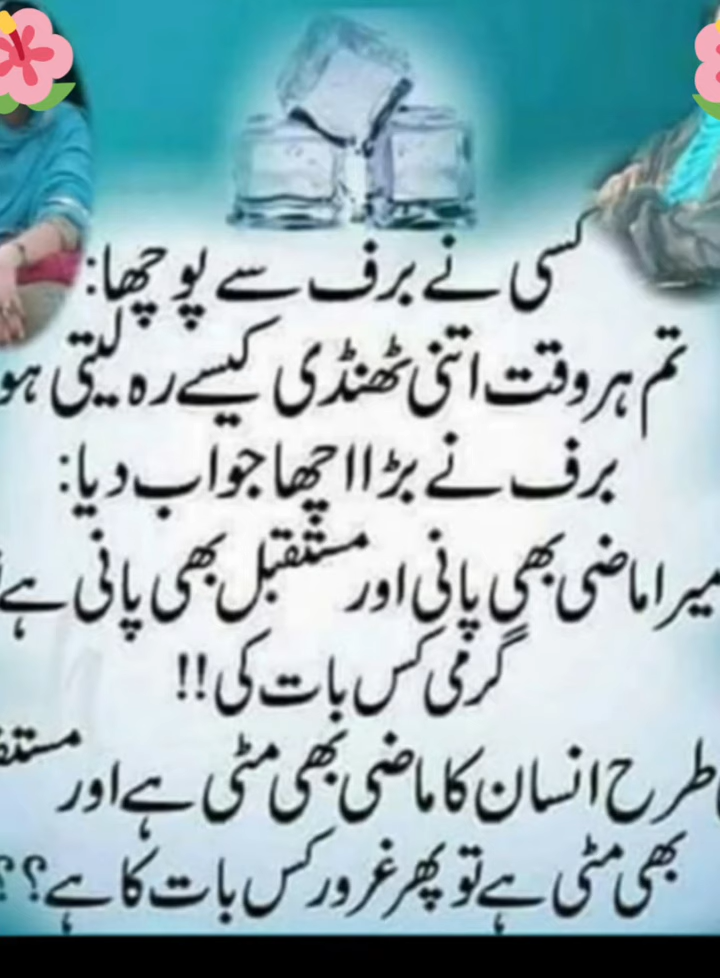 کسی نے برف سے پوچھا:
تم ہر وقت اتنی ٹھنڈی کیسے رہ لیتی ہو
برف نے بڑا اچھا جواب دیا:
میرا ماضی بھی پانی اور مستقبل بھی پانی ہے
گرمی کس بات کی !!
طرح انسان کا ماضی بھی مٹی ہے اور
بھی مٹی ہے تو پھر غرور کس بات کا ہے؟؟